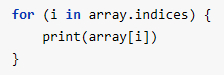 for (i in array.indices) {
    print(array[i])
}